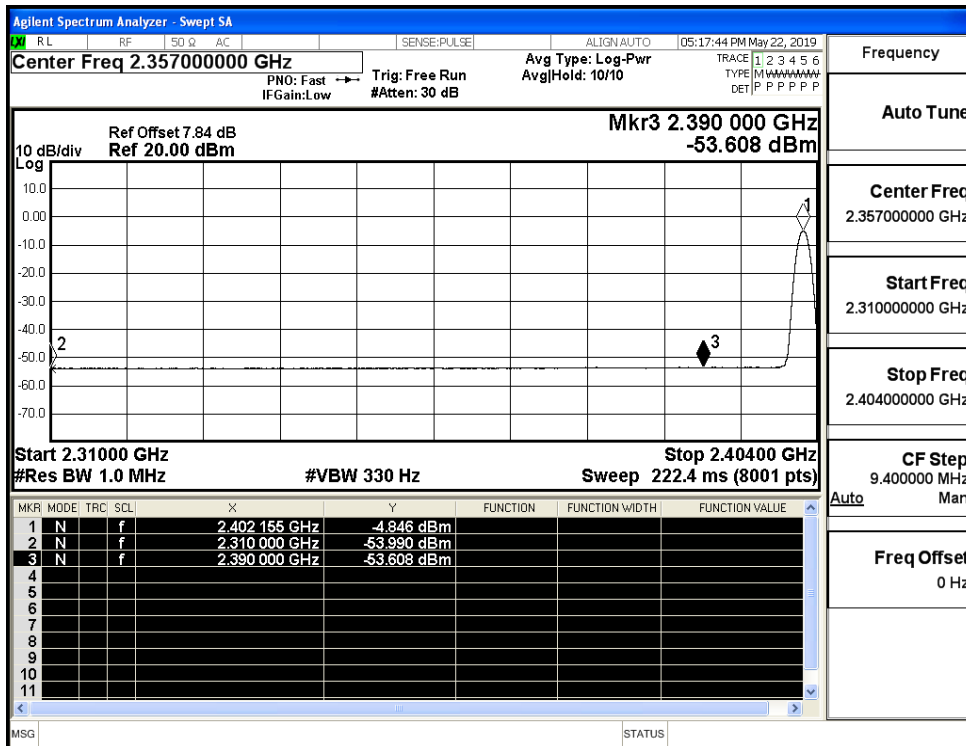 Agilent Spectrum Analyzer - Swept SA
LXI RL RF 50 Ω AC SENSE:PULSE ALIGN AUTO 05:17:44 PM May 22, 2019
Center Freq 2.357000000 GHz
PNO: Fast
IFGain:Low
Trig: Free Run
#Atten: 30 dB
Avg Type: Log-Pwr
Avg|Hold: 10/10
TRACE 1 2 3 4 5 6
TYPE M W W W W W
DET P P P P P P
Ref Offset 7.84 dB
10 dB/div Ref 20.00 dBm
Log
Mkr3 2.390 000 GHz
-53.608 dBm
10.0
0.00
-10.0
-20.0
-30.0
-40.0
-50.0
-60.0
-70.0
1
2
3
Start 2.31000 GHz Stop 2.40400 GHz
#Res BW 1.0 MHz #VBW 330 Hz Sweep 222.4 ms (8001 pts)
MKR MODE TRC SCL X Y FUNCTION FUNCTION WIDTH FUNCTION VALUE
1 N f 2.402 155 GHz -4.846 dBm
2 N f 2.310 000 GHz -53.990 dBm
3 N f 2.390 000 GHz -53.608 dBm
4
5
6
7
8
9
10
11
MSG STATUS
Frequency
Auto Tune
Center Freq
2.357000000 GHz
Start Freq
2.310000000 GHz
Stop Freq
2.404000000 GHz
CF Step
9.400000 MHz
Auto Man
Freq Offset
0 Hz